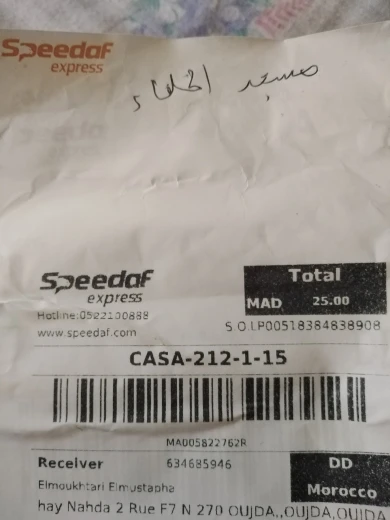 Speedaf
express
مسجد الخلفاء
Speedaf
express
Hotline:0522100888
www.speedaf.com
Total
MAD 25.00
S.O.:P00518384838908
CASA-212-1-15
MA005822762R
Receiver 634685946
DD
Elmoukhtari Elmustapha
Morocco
hay Nahda 2 Rue F7 N 270 OUJDA,,OUJDA,OUJDA